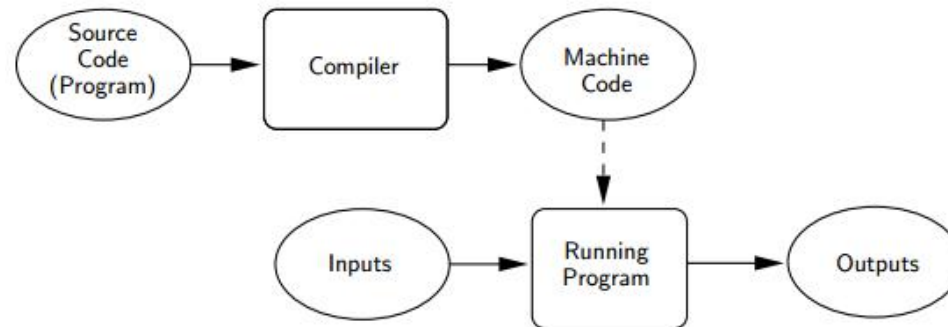 Source
Code
(Program)
Compiler
Machine
Code
Inputs
Running
Program
Outputs